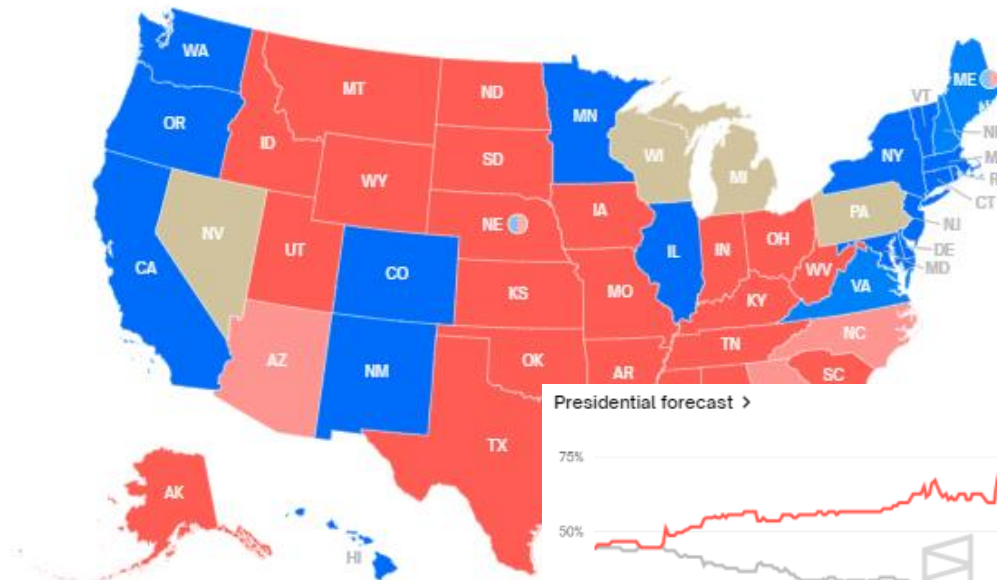 WA
MT
ND
MN
ME
VT
OR
ID
SD
WI
MI
NY
WY
CT
NE
IA
PA
NJ
NV
UT
CO
IL
IN
OH
DE
MD
CA
KS
MO
WV
VA
KY
AZ
NM
OK
AR
TN
NC
SC
TX
Presidential forecast >
75%
50%
AK
HI